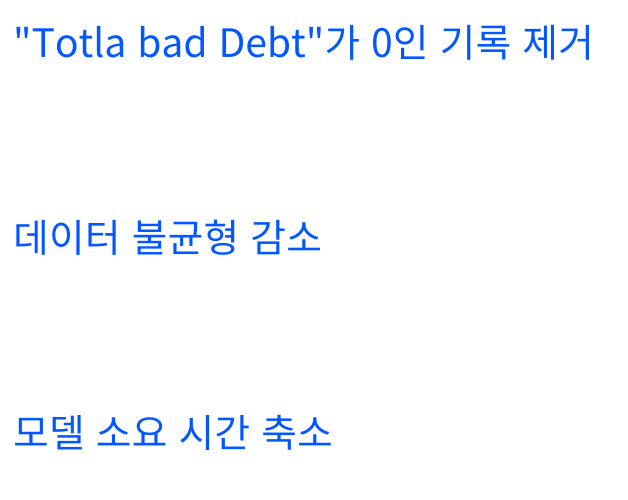 "Totla bad Debt"가 0인 기록 제거
데이터 불균형 감소
모델 소요 시간 축소